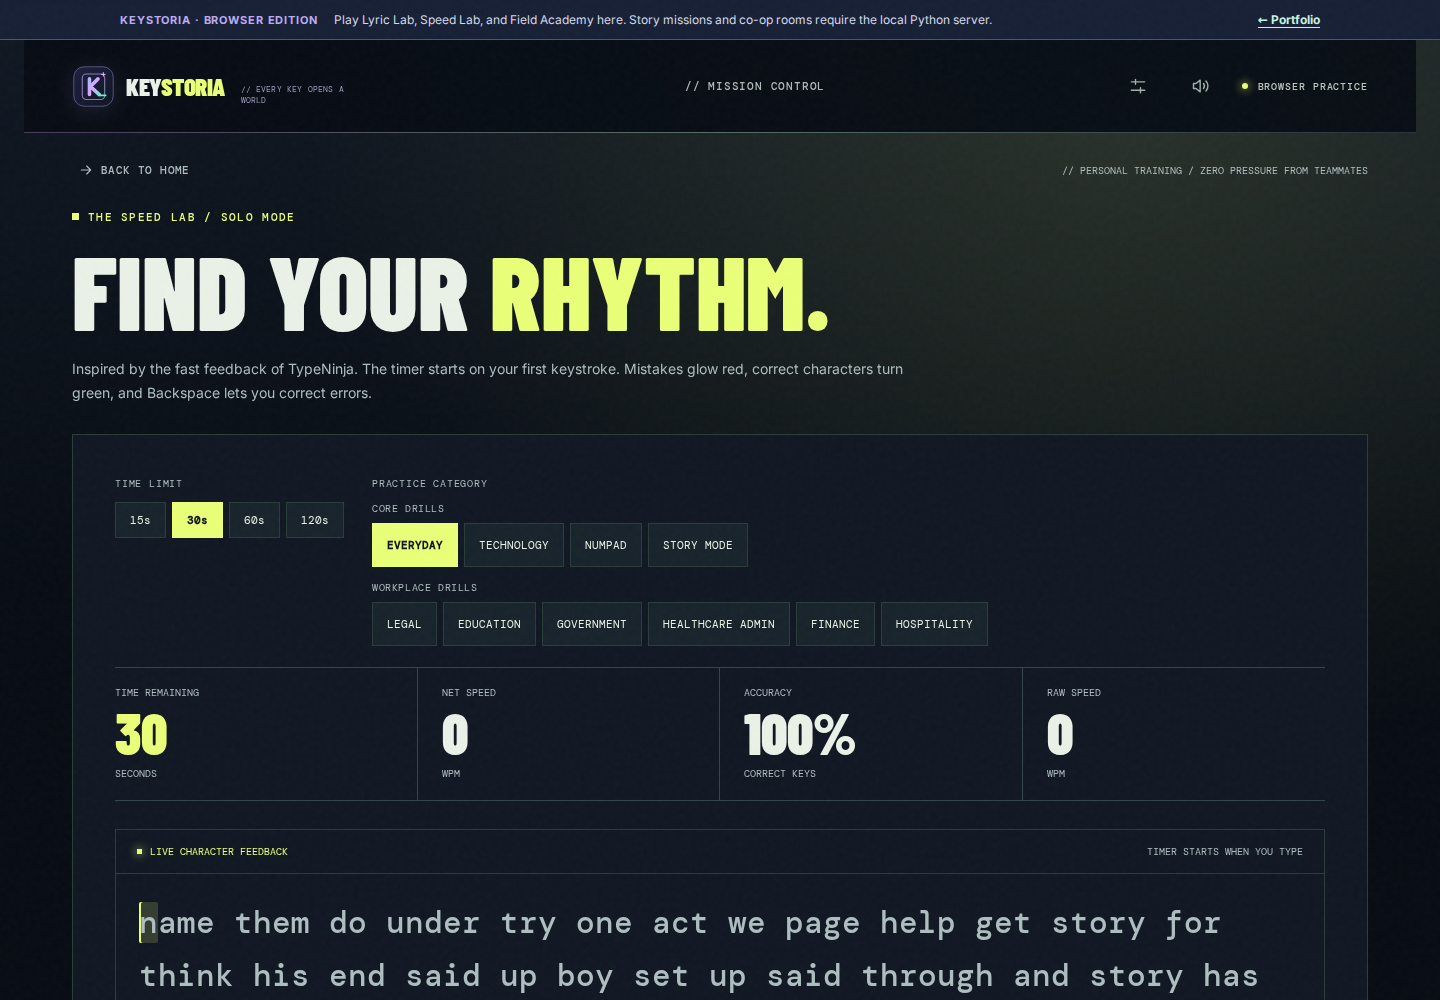 KEYSTORIA · BROWSER EDITION Play Lyric Lab, Speed Lab, and Field Academy here. Story missions and co-op rooms require the local Python server. ← Portfolio
KEYSTORIA // EVERY KEY OPENS A WORLD // MISSION CONTROL BROWSER PRACTICE
→ BACK TO HOME // PERSONAL TRAINING / ZERO PRESSURE FROM TEAMMATES
THE SPEED LAB / SOLO MODE
FIND YOUR RHYTHM.
Inspired by the fast feedback of TypeNinja. The timer starts on your first keystroke. Mistakes glow red, correct characters turn
green, and Backspace lets you correct errors.
TIME LIMIT
15s 30s 60s 120s
PRACTICE CATEGORY
CORE DRILLS
EVERYDAY TECHNOLOGY NUMPAD STORY MODE
WORKPLACE DRILLS
LEGAL EDUCATION GOVERNMENT HEALTHCARE ADMIN FINANCE HOSPITALITY
TIME REMAINING
30
SECONDS
NET SPEED
0
WPM
ACCURACY
100%
CORRECT KEYS
RAW SPEED
0
WPM
LIVE CHARACTER FEEDBACK TIMER STARTS WHEN YOU TYPE
name them do under try one act we page help get story for
think his end said up boy set up said through and story has